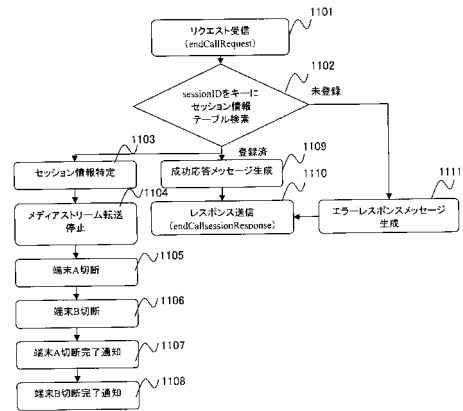 リクエスト受信
(endCallRequest)
1101
1102
sessionIDをキーに
セッション情報
テーブル検索
未登録
登録済
1103
セッション情報特定
1109
成功応答メッセージ生成
1104
メディアストリーム転送
停止
1110
レスポンス送信
(endCallsessionResponse)
1111
エラーレスポンスメッセージ
生成
端末A切断
1105
端末B切断
1106
端末A切断完了通知
1107
端末B切断完了通知
1108